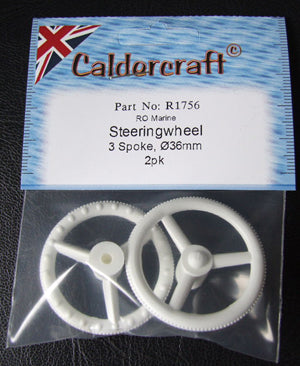 Caldercraft©
Part No: R1756
RO Marine
Steeringwheel
3 Spoke, Ø36mm
2pk